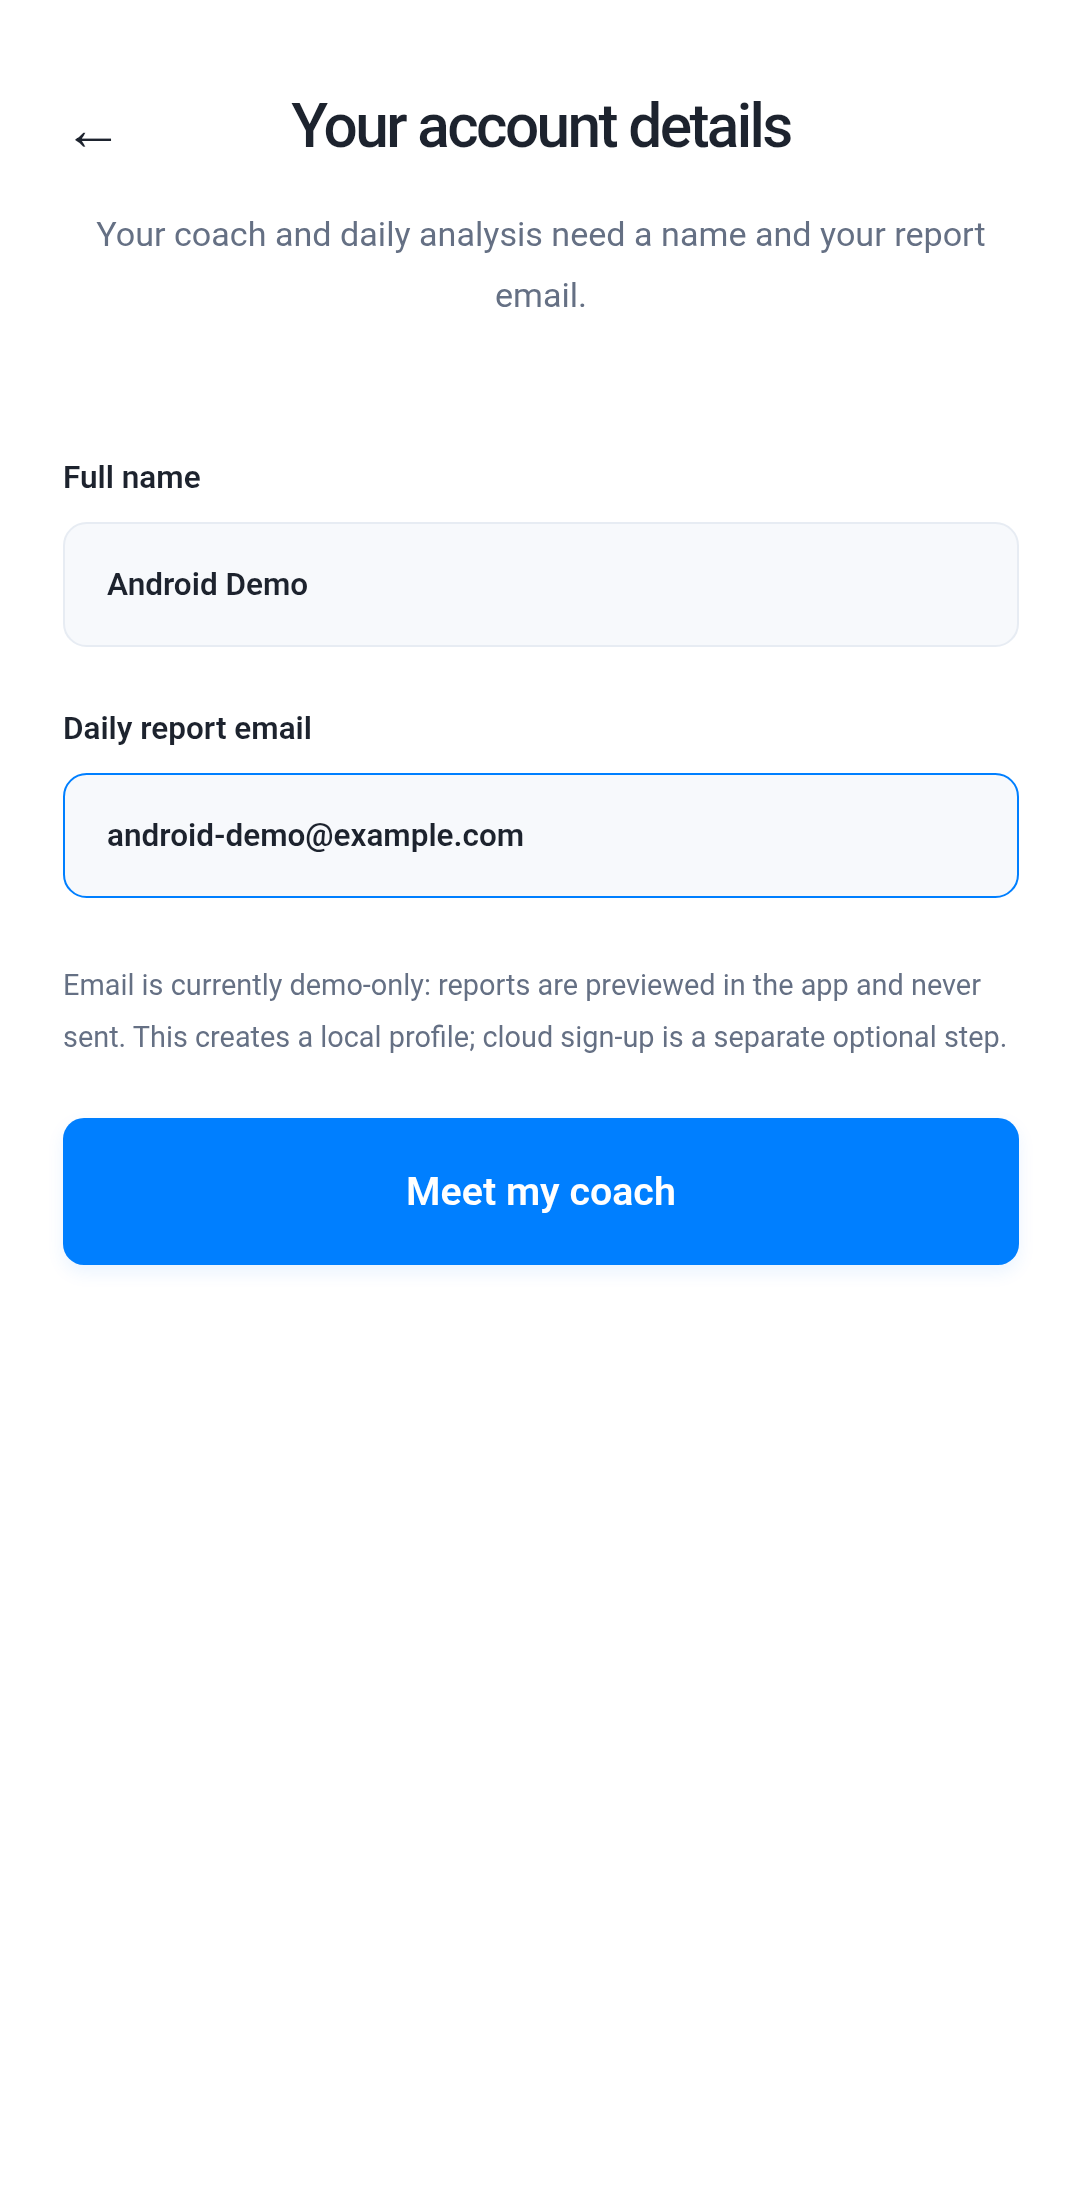 ← Your account details
Your coach and daily analysis need a name and your report
email.
Full name
Android Demo
Daily report email
android-demo@example.com
Email is currently demo-only: reports are previewed in the app and never
sent. This creates a local profile; cloud sign-up is a separate optional step.
Meet my coach